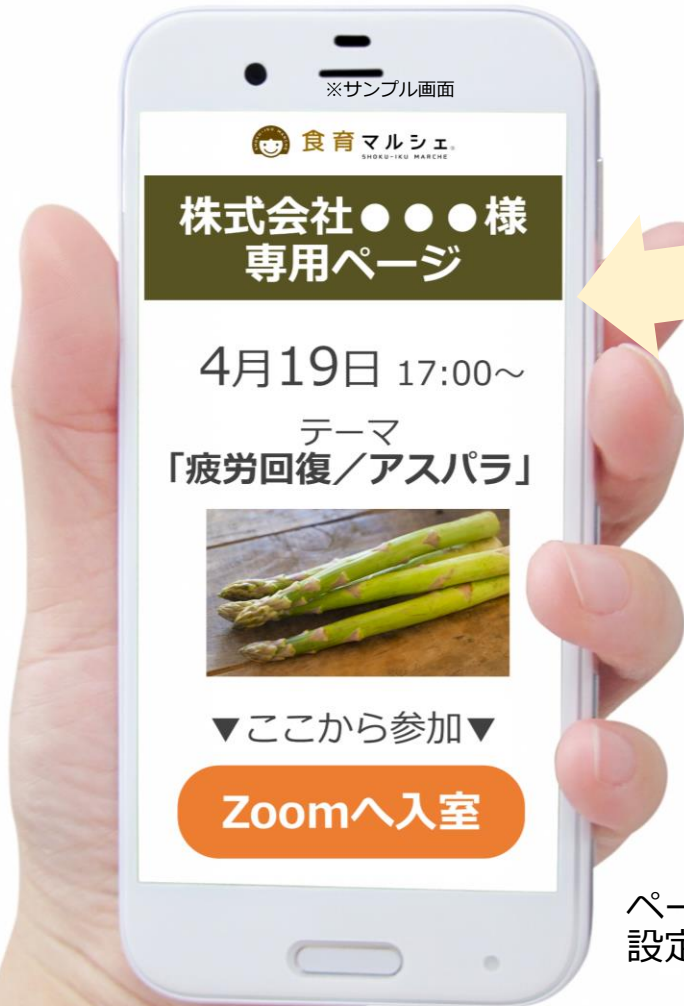 ※サンプル画面
食育マルシェ®
SHOKU-IKU MARCHE
株式会社●●●様
専用ページ
4月19日 17:00～
テーマ
「疲労回復／アスパラ」
▼ここから参加▼
Zoomへ入室
ペー
設定